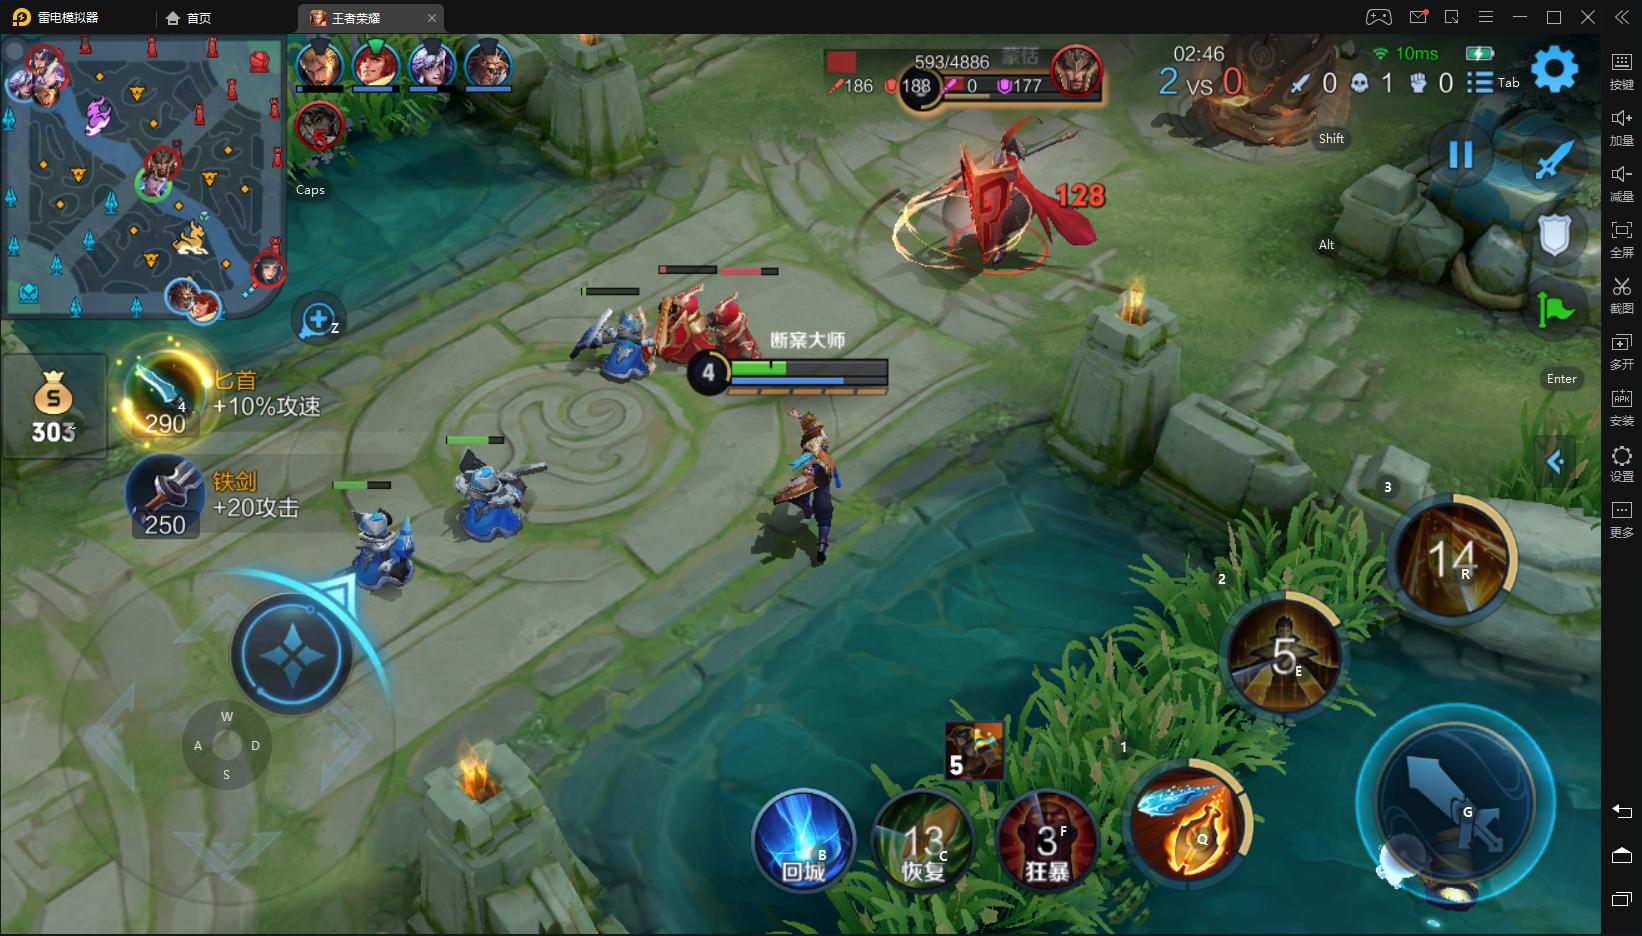 雷电模拟器
首页
王者荣耀
593/4886 蒙恬
186
188
0
177
02:46
2 vs 0
10ms
0
1
0
Tab
按键
加量
减量
全屏
截图
多开
安装
设置
更多
5
Caps
Shift
Alt
Enter
128
Z
断案大师
4
303
匕首
+10%攻速
4
290
铁剑
+20攻击
250
W
A
D
S
3
14
R
2
5
E
1
5
回城
B
13
恢复
C
3
狂暴
F
Q
G